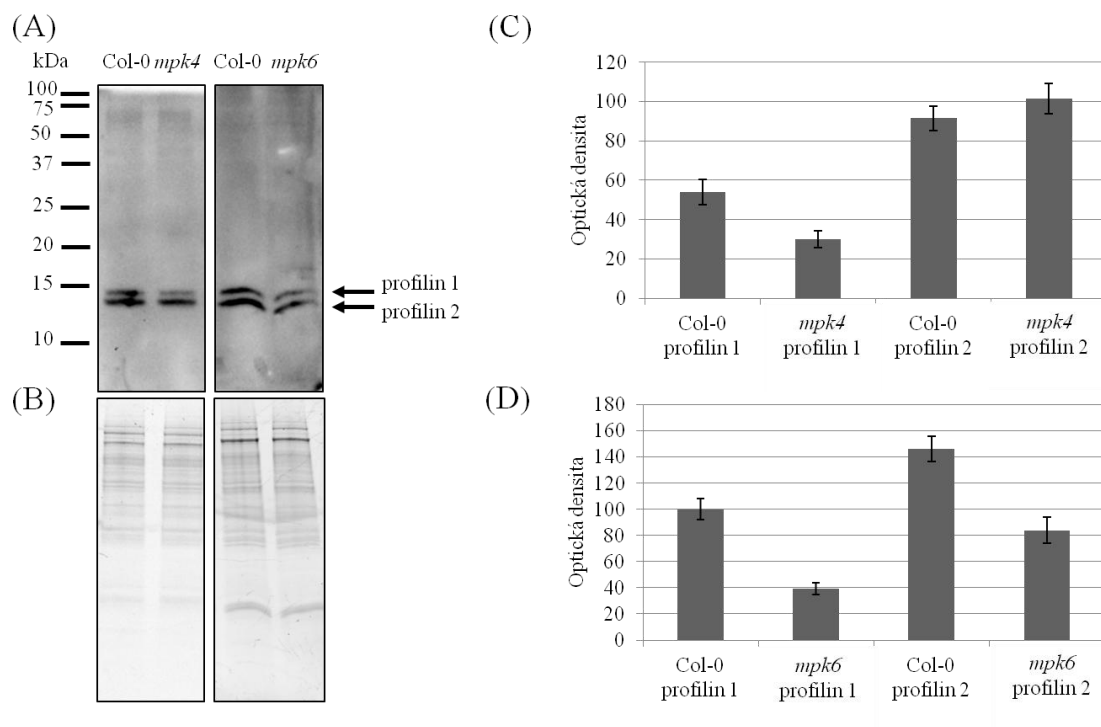 (A)
kDa
Col-0 mpk4
Col-0 mpk6
100
75
50
37
25
20
15
10
profilin 1
profilin 2
(B)
(C)
Optická densita
120
100
80
60
40
20
0
Col-0
profilin 1
mpk4
profilin 1
Col-0
profilin 2
mpk4
profilin 2
(D)
Optická densita
180
160
140
120
100
80
60
40
20
0
Col-0
profilin 1
mpk6
profilin 1
Col-0
profilin 2
mpk6
profilin 2